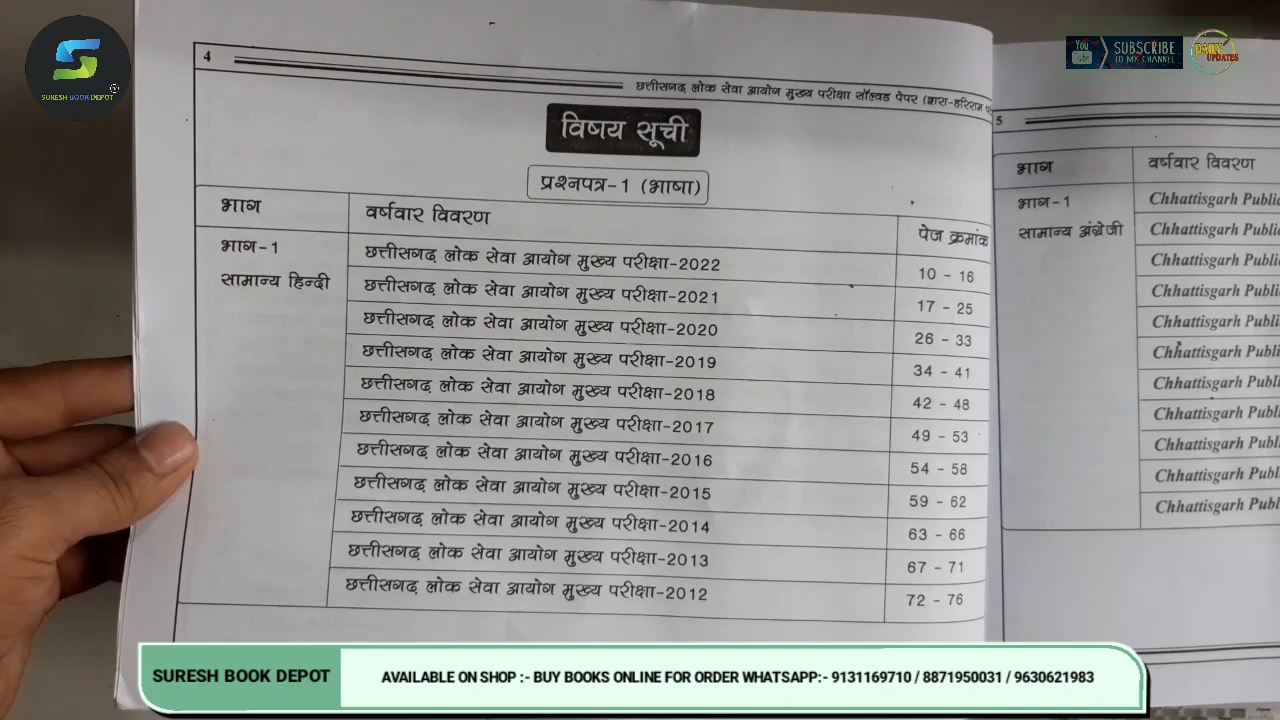 SURESH BOOK DEPOT
You
Tube
SUBSCRIBE
TO MY CHANNEL
DAILY
UPDATES
4
छत्तीसगढ़ लोक सेवा आयोग मुख्य परीक्षा सॉल्वड पेपर (द्वारा-हरिराम
विषय सूची
प्रश्नपत्र-1 (भाषा)
भाग वर्षवार विवरण पेज क्रमांक
भाग-1 छत्तीसगढ़ लोक सेवा आयोग मुख्य परीक्षा-2022 10 - 16
सामान्य हिन्दी छत्तीसगढ़ लोक सेवा आयोग मुख्य परीक्षा-2021 17 - 25
छत्तीसगढ़ लोक सेवा आयोग मुख्य परीक्षा-2020 26 - 33
छत्तीसगढ़ लोक सेवा आयोग मुख्य परीक्षा-2019 34 - 41
छत्तीसगढ़ लोक सेवा आयोग मुख्य परीक्षा-2018 42 - 48
छत्तीसगढ़ लोक सेवा आयोग मुख्य परीक्षा-2017 49 - 53
छत्तीसगढ़ लोक सेवा आयोग मुख्य परीक्षा-2016 54 - 58
छत्तीसगढ़ लोक सेवा आयोग मुख्य परीक्षा-2015 59 - 62
छत्तीसगढ़ लोक सेवा आयोग मुख्य परीक्षा-2014 63 - 66
छत्तीसगढ़ लोक सेवा आयोग मुख्य परीक्षा-2013 67 - 71
छत्तीसगढ़ लोक सेवा आयोग मुख्य परीक्षा-2012 72 - 76
5
भाग वर्षवार विवरण
भाग-1 Chhattisgarh Publi
सामान्य अंग्रेजी Chhattisgarh Publi
Chhattisgarh Publi
Chhattisgarh Publi
Chhattisgarh Publi
Chhattisgarh Publi
Chhattisgarh Publi
Chhattisgarh Publi
Chhattisgarh Publi
Chhattisgarh Publi
Chhattisgarh Publ
SURESH BOOK DEPOT
AVAILABLE ON SHOP :- BUY BOOKS ONLINE FOR ORDER WHATSAPP:- 9131169710 / 8871950031 / 9630621983